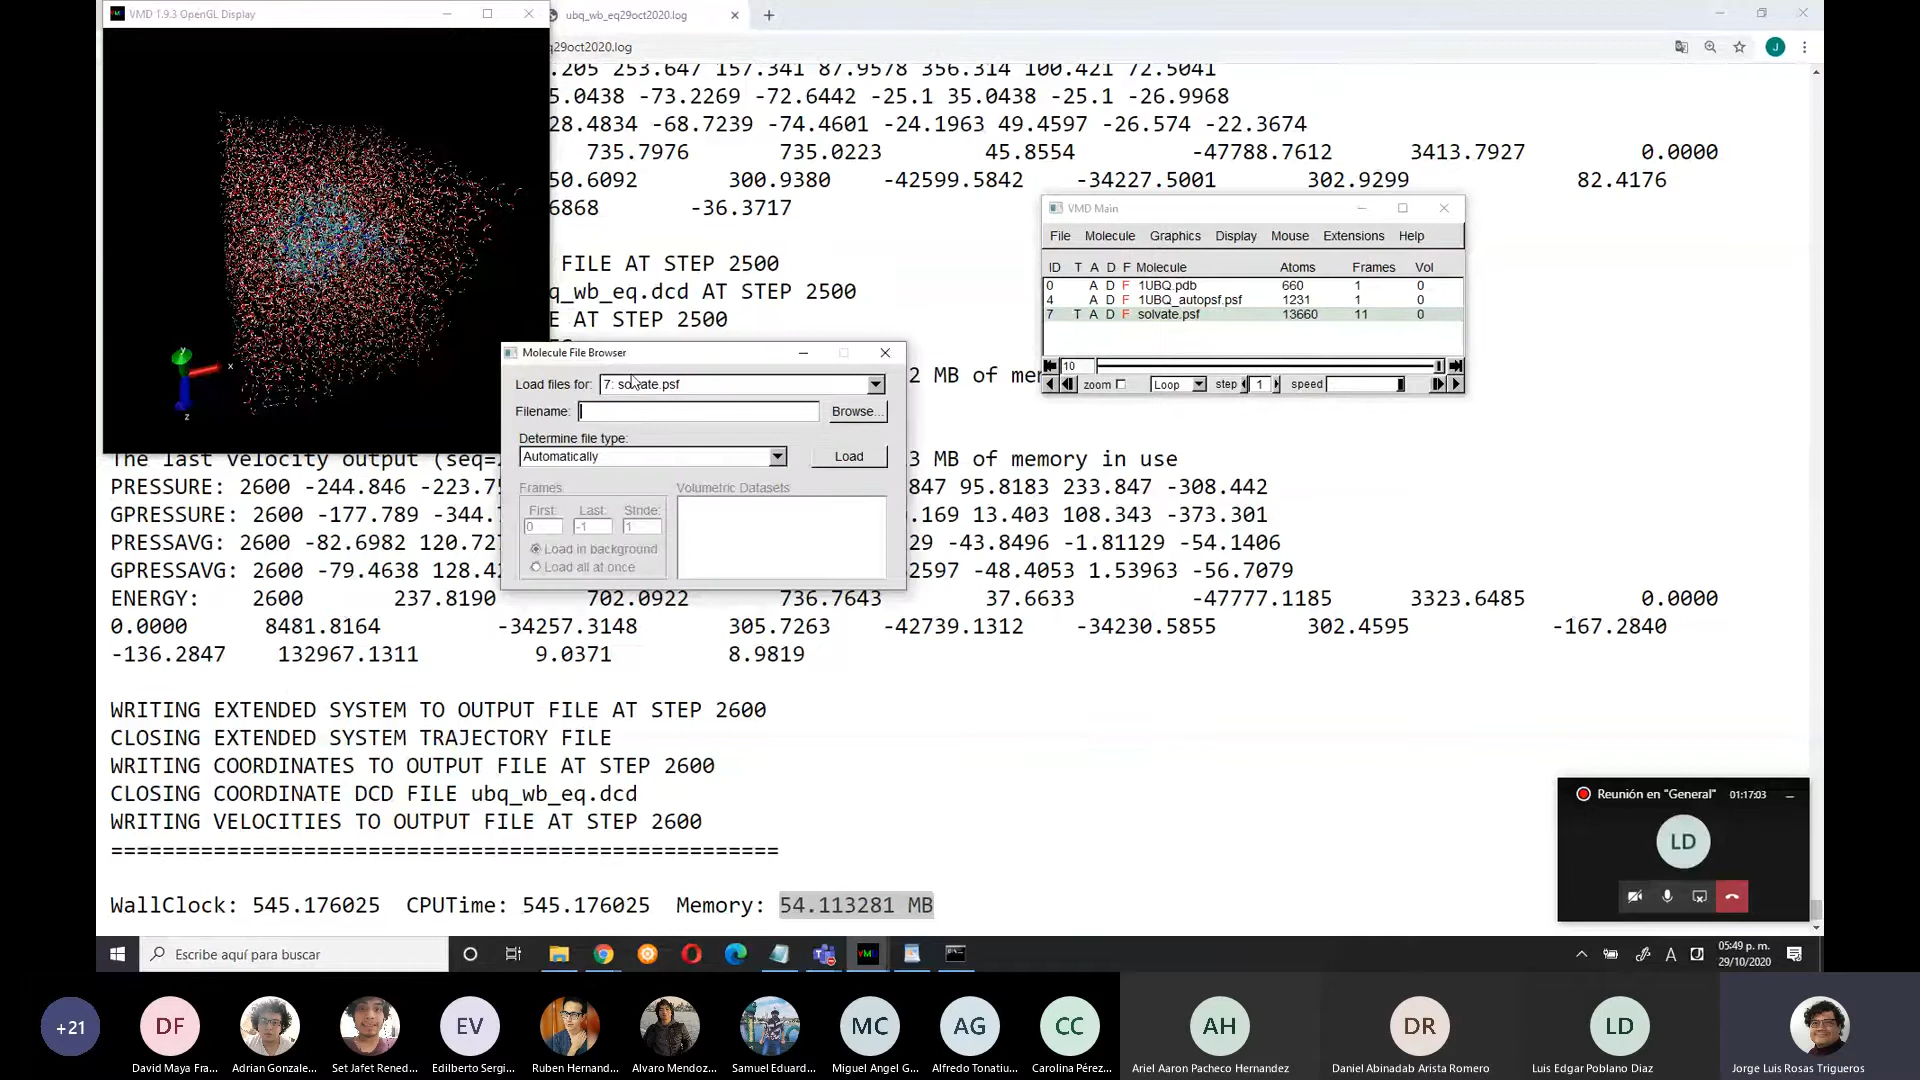 VMD 1.9.3 OpenGL Display
ubq_wb_eq29oct2020.log
q29oct2020.log
J
.205 253.647 157.341 87.9578 356.314 100.421 72.5041
5.0438 -73.2269 -72.6442 -25.1 35.0438 -25.1 -26.9968
28.4834 -68.7239 -74.4601 -24.1963 49.4597 -26.574 -22.3674
735.7976 735.0223 45.8554 -47788.7612 3413.7927 0.0000
50.6092 300.9380 -42599.5842 -34227.5001 302.9299 82.4176
6868 -36.3717
FILE AT STEP 2500
q_wb_eq.dcd AT STEP 2500
E AT STEP 2500
y
x
z
VMD Main
File Molecule Graphics Display Mouse Extensions Help
ID T A D F Molecule Atoms Frames Vol
0 A D F 1UBQ.pdb 660 1 0
4 A D F 1UBQ_autopsf.psf 1231 1 0
7 T A D F solvate.psf 13660 11 0
10
zoom Loop step 1 speed
Molecule File Browser
Load files for: 7: solvate.psf
Filename: Browse...
Determine file type:
Automatically Load
Frames: Volumetric Datasets
First: Last: Stride:
0 -1 1
Load in background
Load all at once
2 MB of mem
The last velocity output (seq= 3 MB of memory in use
PRESSURE: 2600 -244.846 -223.7 847 95.8183 233.847 -308.442
GPRESSURE: 2600 -177.789 -344. .169 13.403 108.343 -373.301
PRESSAVG: 2600 -82.6982 120.727 29 -43.8496 -1.81129 -54.1406
GPRESSAVG: 2600 -79.4638 128.4 2597 -48.4053 1.53963 -56.7079
ENERGY: 2600 237.8190 702.0922 736.7643 37.6633 -47777.1185 3323.6485 0.0000
0.0000 8481.8164 -34257.3148 305.7263 -42739.1312 -34230.5855 302.4595 -167.2840
-136.2847 132967.1311 9.0371 8.9819
WRITING EXTENDED SYSTEM TO OUTPUT FILE AT STEP 2600
CLOSING EXTENDED SYSTEM TRAJECTORY FILE
WRITING COORDINATES TO OUTPUT FILE AT STEP 2600
CLOSING COORDINATE DCD FILE ubq_wb_eq.dcd
WRITING VELOCITIES TO OUTPUT FILE AT STEP 2600
====================================================
WallClock: 545.176025 CPUTime: 545.176025 Memory: 54.113281 MB
Reunión en "General" 01:17:03
LD
Escribe aquí para buscar
VMD
A
05:49 p. m.
29/10/2020
+21 DF EV MC AG CC AH DR LD
David Maya Fra... Adrian Gonzale... Set Jafet Rened... Edilberto Sergi... Ruben Hernand... Alvaro Mendoz... Samuel Eduard... Miguel Angel G... Alfredo Tonatiu... Carolina Pérez... Ariel Aaron Pacheco Hernandez Daniel Abinadab Arista Romero Luis Edgar Poblano Diaz Jorge Luis Rosas Trigueros